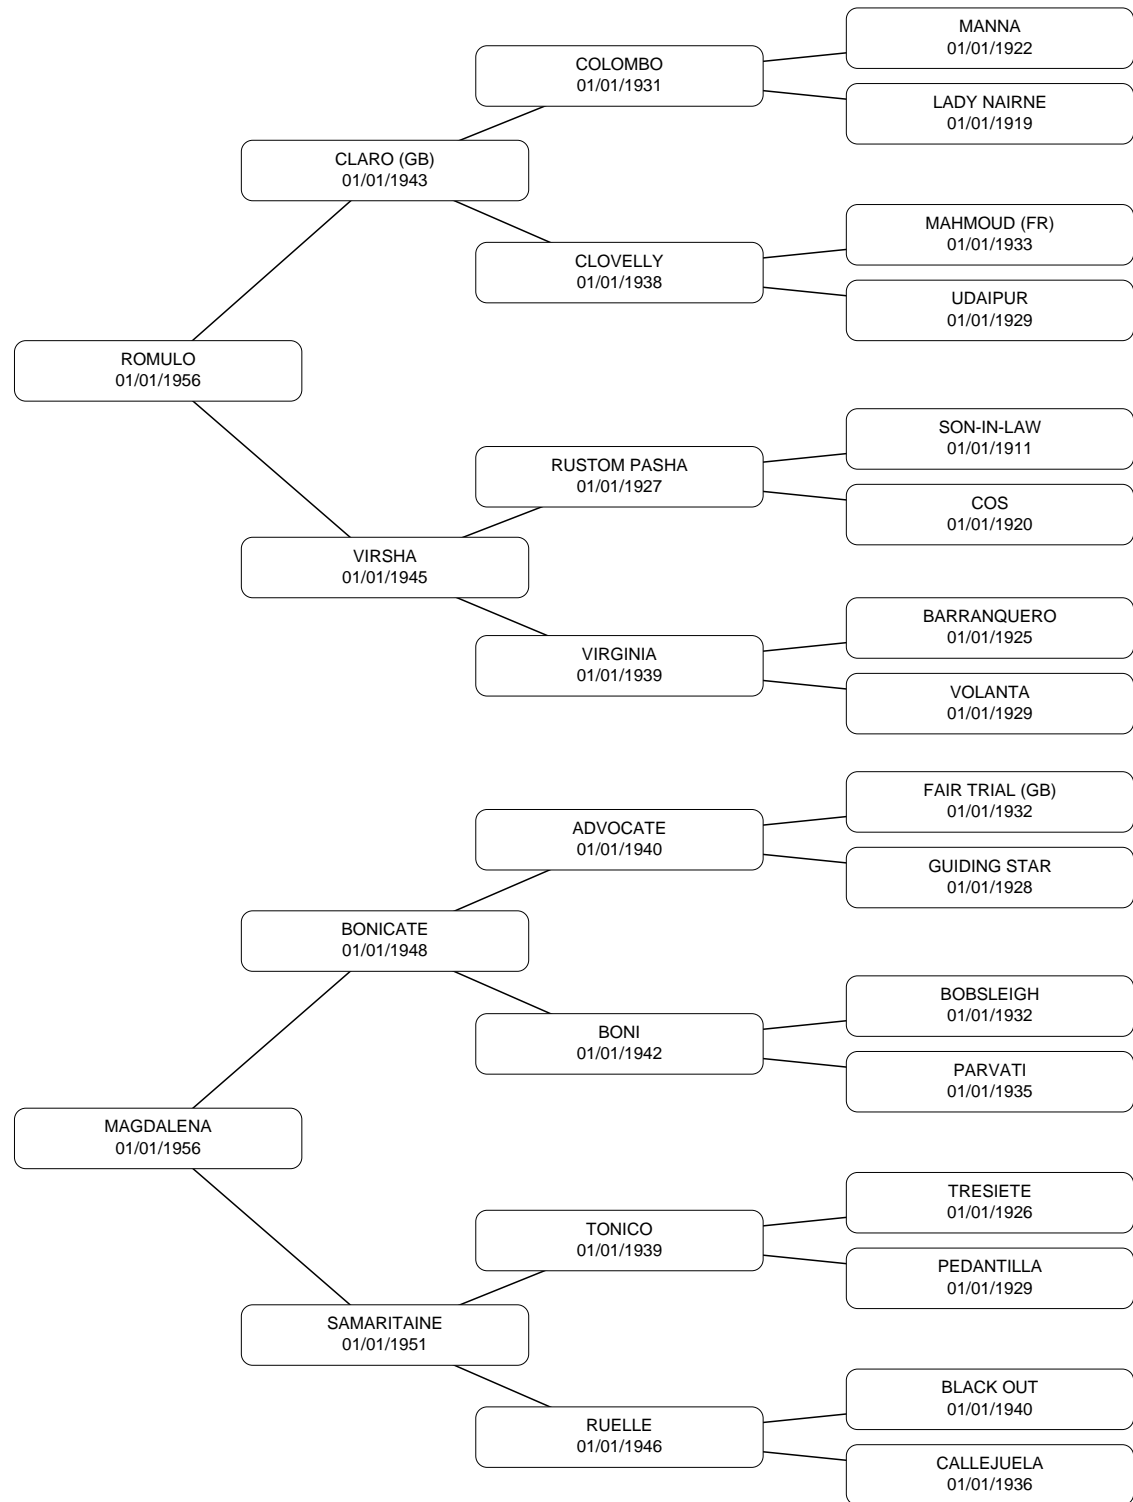 MANNA
01/01/1922
COLOMBO
01/01/1931
LADY NAIRNE
01/01/1919
CLARO (GB)
01/01/1943
MAHMOUD (FR)
01/01/1933
CLOVELLY
01/01/1938
UDAIPUR
01/01/1929
ROMULO
01/01/1956
SON-IN-LAW
01/01/1911
RUSTOM PASHA
01/01/1927
COS
01/01/1920
VIRSHA
01/01/1945
BARRANQUERO
01/01/1925
VIRGINIA
01/01/1939
VOLANTA
01/01/1929
FAIR TRIAL (GB)
01/01/1932
ADVOCATE
01/01/1940
GUIDING STAR
01/01/1928
BONICATE
01/01/1948
BOBSLEIGH
01/01/1932
BONI
01/01/1942
PARVATI
01/01/1935
MAGDALENA
01/01/1956
TRESIETE
01/01/1926
TONICO
01/01/1939
PEDANTILLA
01/01/1929
SAMARITAINE
01/01/1951
BLACK OUT
01/01/1940
RUELLE
01/01/1946
CALLEJUELA
01/01/1936